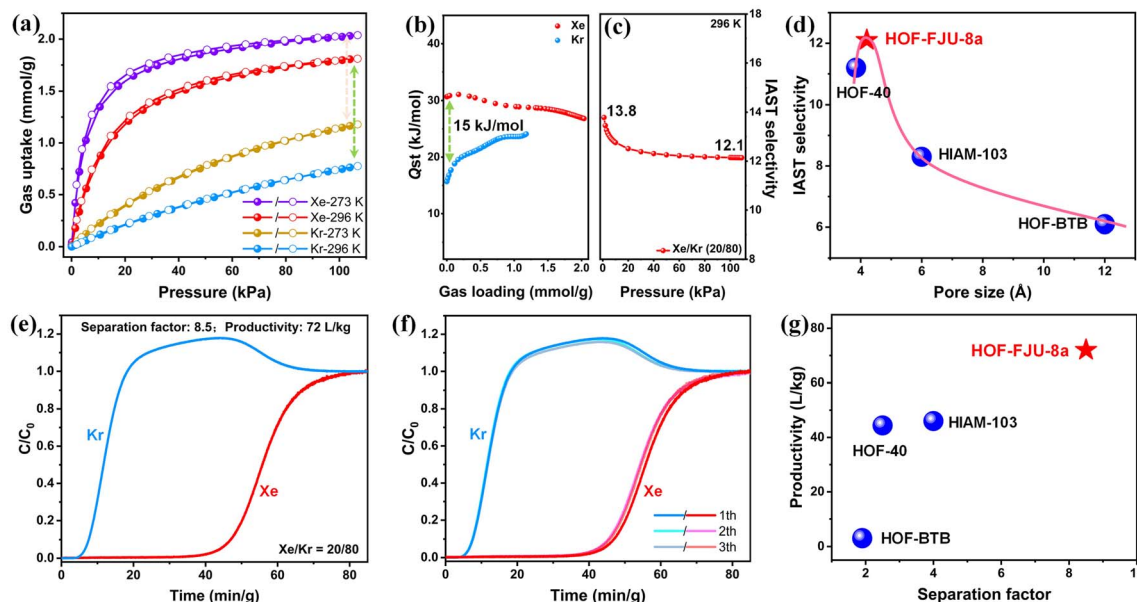 (a)
Gas uptake (mmol/g)
2.0
1.5
1.0
0.5
0.0
/ Xe-273 K
/ Xe-296 K
/ Kr-273 K
/ Kr-296 K
0 20 40 60 80 100
Pressure (kPa)
(b)
Qst (kJ/mol)
40
30
20
10
Xe
Kr
15 kJ/mol
0.0 0.5 1.0 1.5 2.0
Gas loading (mmol/g)
(c)
296 K
13.8
12.1
Xe/Kr (20/80)
0 20 40 60 80 100
Pressure (kPa)
18
16
14
12
10
8
IAST selectivity
(d)
IAST selectivity
12
10
8
6
HOF-FJU-8a
HOF-40
HIAM-103
HOF-BTB
4 6 8 10 12
Pore size (Å)
(e)
Separation factor: 8.5; Productivity: 72 L/kg
C/C0
1.2
1.0
0.8
0.6
0.4
0.2
0.0
Kr
Xe
Xe/Kr = 20/80
0 20 40 60 80
Time (min/g)
(f)
C/C0
1.2
1.0
0.8
0.6
0.4
0.2
0.0
Kr
Xe
/ 1th
/ 2th
/ 3th
0 20 40 60 80
Time (min/g)
(g)
Productivity (L/kg)
80
70
60
50
40
30
20
10
0
HOF-FJU-8a
HOF-40
HIAM-103
HOF-BTB
2 4 6 8
Separation factor